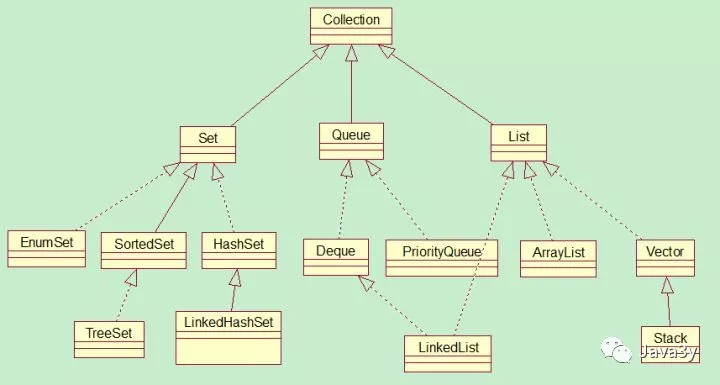 Collection
Set
Queue
List
EnumSet
SortedSet
HashSet
Deque
PriorityQueue
ArrayList
Vector
TreeSet
LinkedHashSet
LinkedList
Stack
Java3y